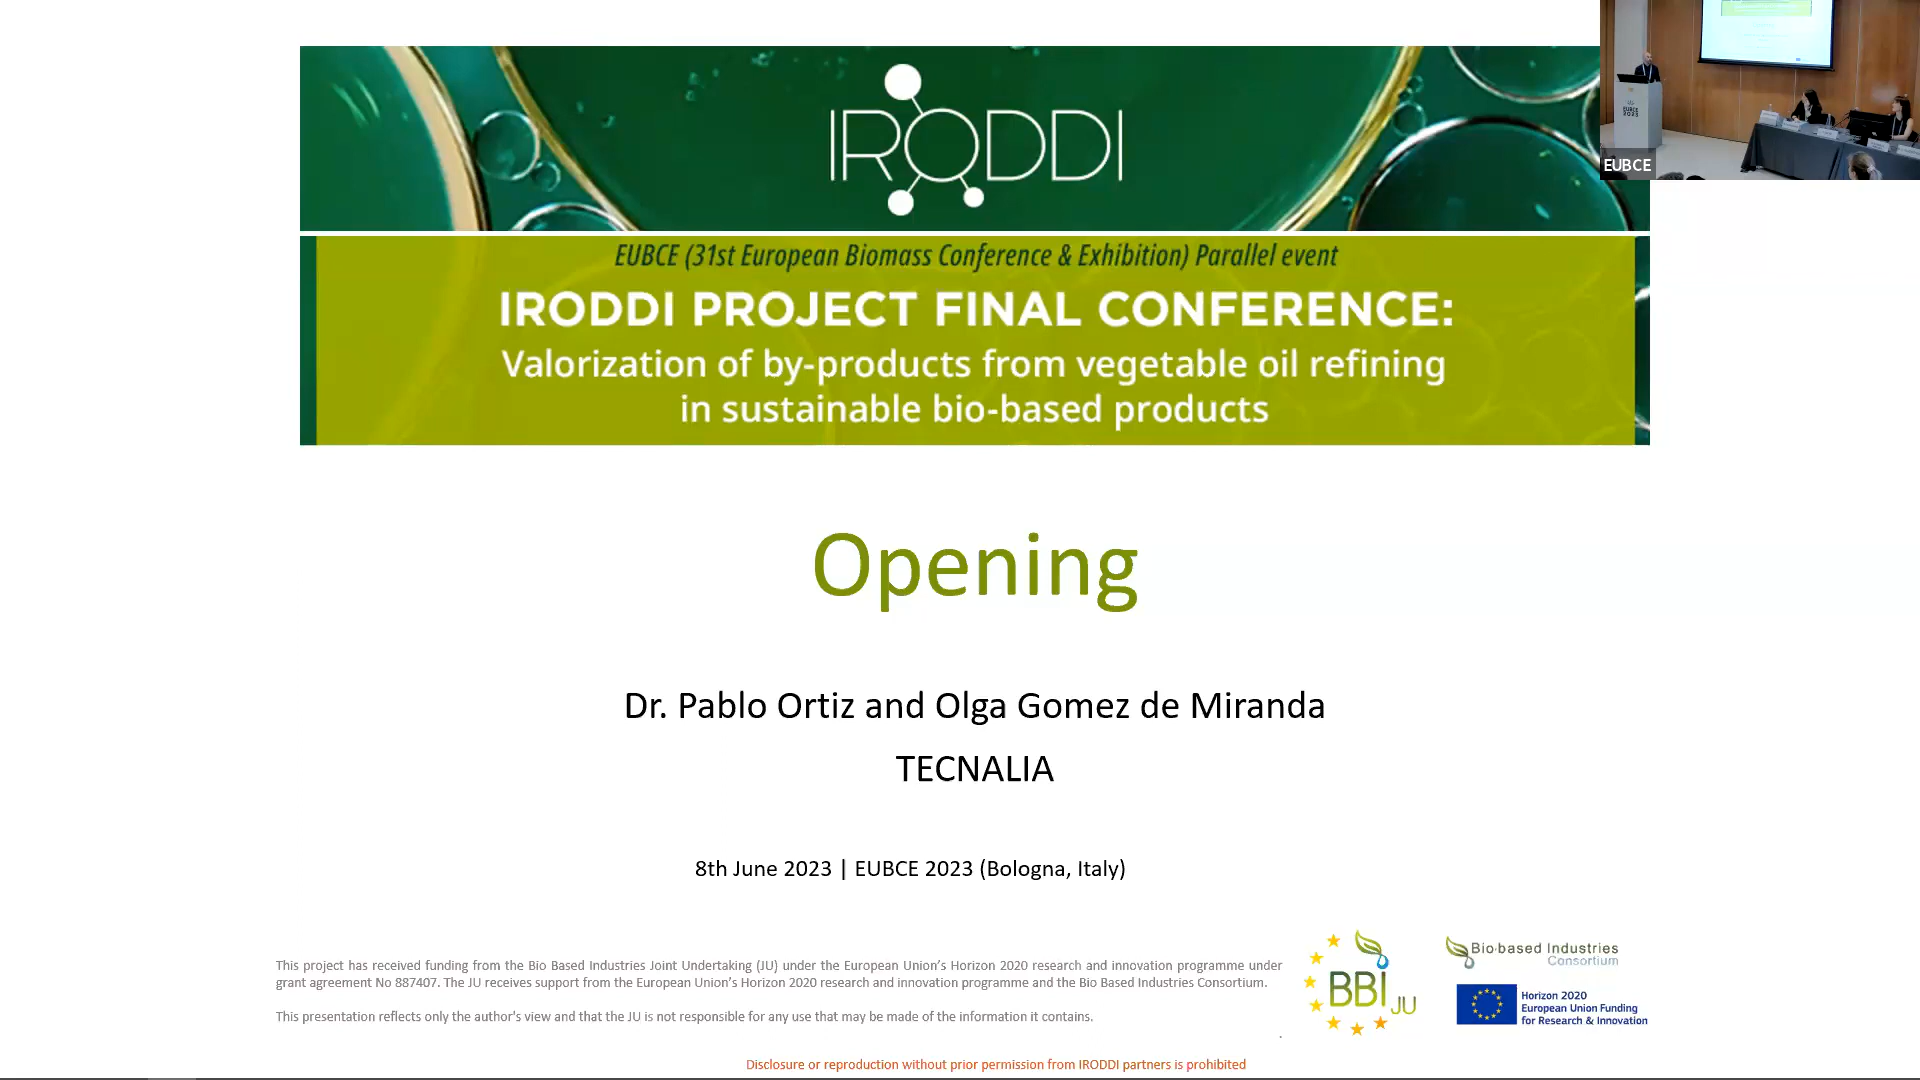 IRODDI
EUBCE (31st European Biomass Conference & Exhibition) Parallel event
IRODDI PROJECT FINAL CONFERENCE:
Valorization of by-products from vegetable oil refining
in sustainable bio-based products
EUBCE
2023
EUBCE
Opening
Dr. Pablo Ortiz and Olga Gomez de Miranda
TECNALIA
8th June 2023 | EUBCE 2023 (Bologna, Italy)
This project has received funding from the Bio Based Industries Joint Undertaking (JU) under the European Union’s Horizon 2020 research and innovation programme under
grant agreement No 887407. The JU receives support from the European Union’s Horizon 2020 research and innovation programme and the Bio Based Industries Consortium.
This presentation reflects only the author's view and that the JU is not responsible for any use that may be made of the information it contains.
.
BBI JU
Bio-based Industries
Consortium
Horizon 2020
European Union Funding
for Research & Innovation
Disclosure or reproduction without prior permission from IRODDI partners is prohibited